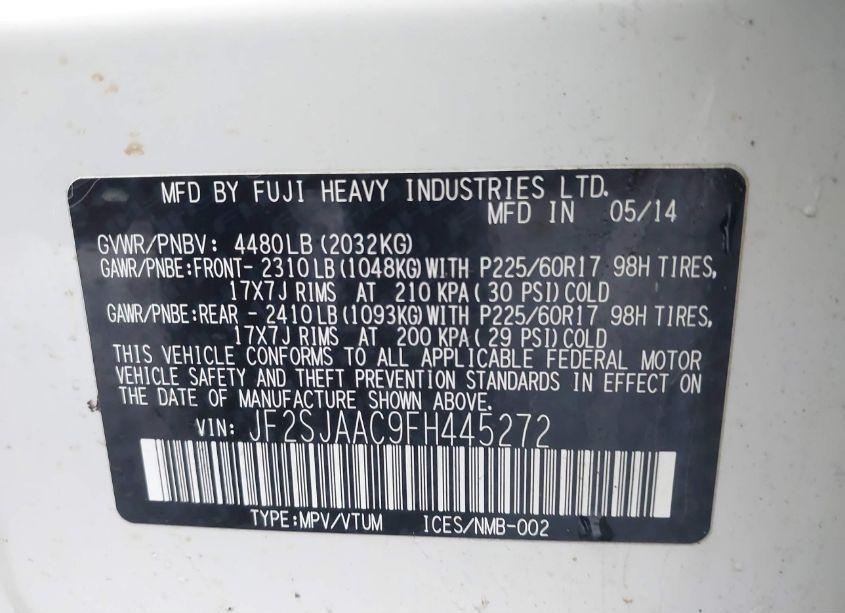 MFD BY FUJI HEAVY INDUSTRIES LTD.
MFD IN 05/14
GVWR/PNBV: 4480LB (2032KG)
GAWR/PNBE:FRONT- 2310LB (1048KG) WITH P225/60R17 98H TIRES,
17X7J RIMS AT 210 KPA( 30 PSI) COLD
GAWR/PNBE:REAR - 2410LB (1093KG) WITH P225/60R17 98H TIRES,
17X7J RIMS AT 200 KPA( 29 PSI) COLD
THIS VEHICLE CONFORMS TO ALL APPLICABLE FEDERAL MOTOR
VEHICLE SAFETY AND THEFT PREVENTION STANDARDS IN EFFECT ON
THE DATE OF MANUFACTURE SHOWN ABOVE.
VIN: JF2SJAAC9FH445272
TYPE:MPV/VTUM ICES/NMB-002